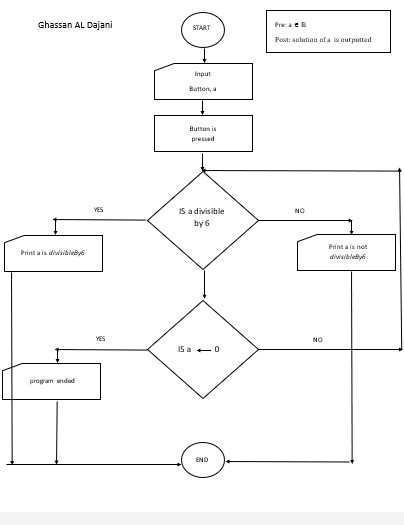 Ghassan AL Dajani
START
Pre: a ∈ ℝ
Post: solution of a is outputted
Input
Button, a
Button is
pressed
YES
IS a divisible
by 6
NO
Print a is divisibleBy6
Print a is not
divisibleBy6
YES
IS a ← 0
NO
program ended
END